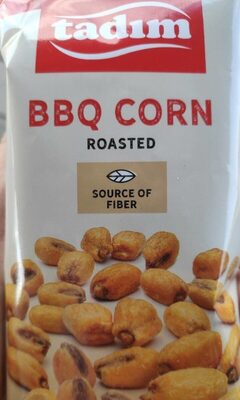 tadım
BBQ CORN
ROASTED
SOURCE OF
FIBER